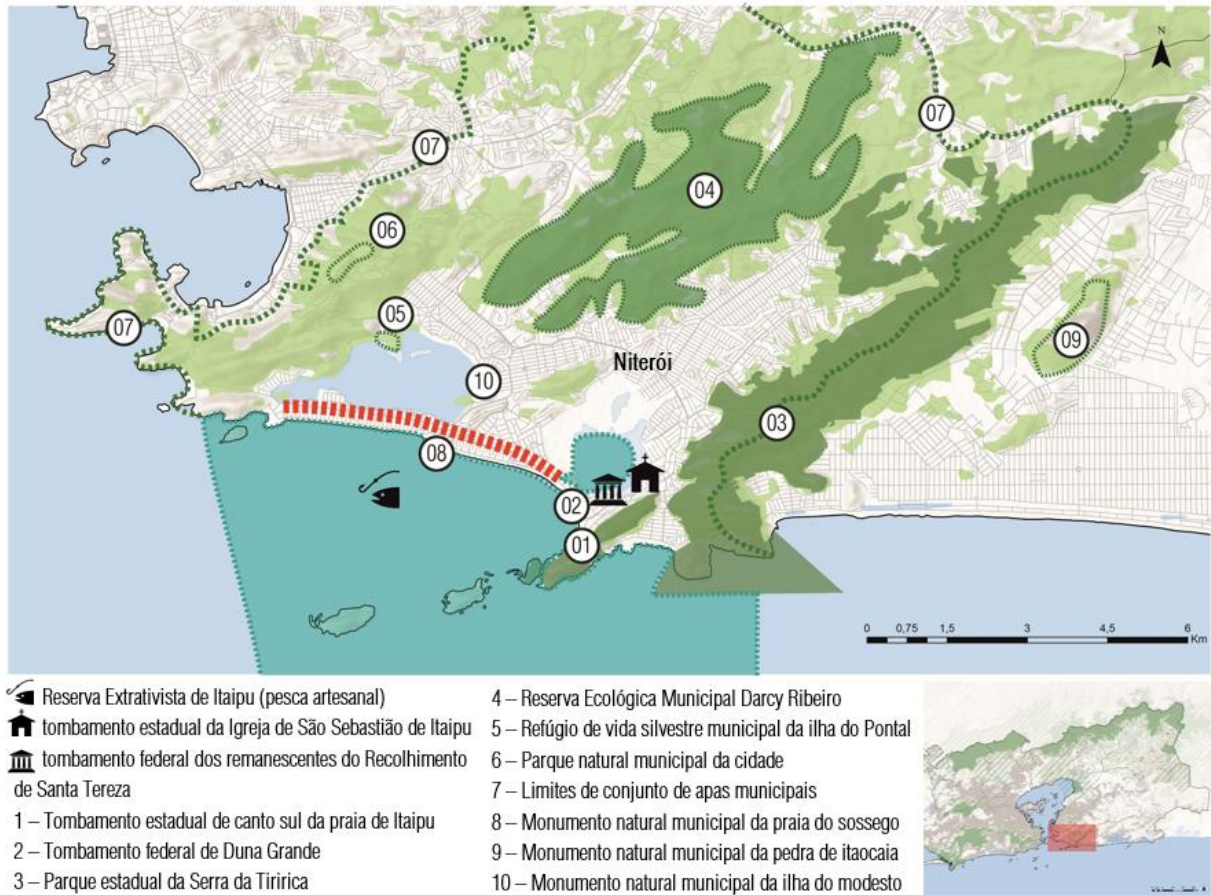 N
07
07
04
06
07
05
09
Niterói
10
03
08
02
01
0 0,75 1,5 3 4,5 6
Km
Reserva Extrativista de Itaipu (pesca artesanal)
tombamento estadual da Igreja de São Sebastião de Itaipu
tombamento federal dos remanescentes do Recolhimento
de Santa Tereza
1 – Tombamento estadual de canto sul da praia de Itaipu
2 – Tombamento federal de Duna Grande
3 – Parque estadual da Serra da Tiririca
4 – Reserva Ecológica Municipal Darcy Ribeiro
5 – Refúgio de vida silvestre municipal da ilha do Pontal
6 – Parque natural municipal da cidade
7 – Limites de conjunto de apas municipais
8 – Monumento natural municipal da praia do sossego
9 – Monumento natural municipal da pedra de itaocaia
10 – Monumento natural municipal da ilha do modesto